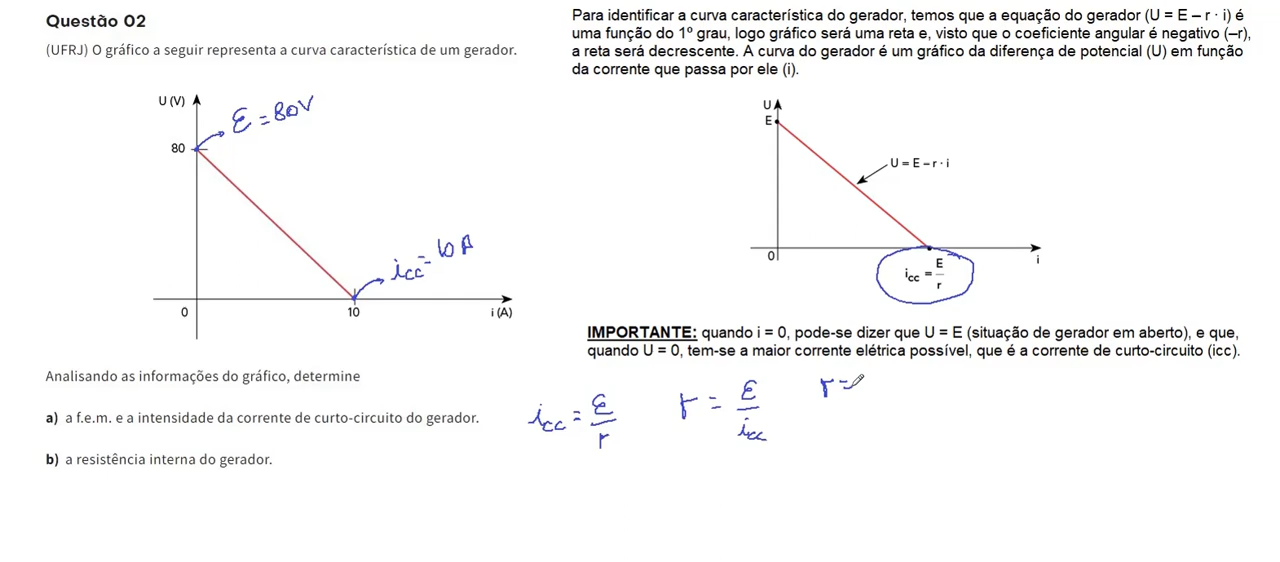 Questão 02
(UFRJ) O gráfico a seguir representa a curva característica de um gerador.
U (V)
Ɛ = 80V
80
icc = 10 A
0
10
i (A)
Analisando as informações do gráfico, determine
a) a f.e.m. e a intensidade da corrente de curto-circuito do gerador.
b) a resistência interna do gerador.
Para identificar a curva característica do gerador, temos que a equação do gerador (U = E – r · i) é
uma função do 1º grau, logo gráfico será uma reta e, visto que o coeficiente angular é negativo (–r),
a reta será decrescente. A curva do gerador é um gráfico da diferença de potencial (U) em função
da corrente que passa por ele (i).
U
E
U = E – r · i
0
i
icc = E/r
IMPORTANTE: quando i = 0, pode-se dizer que U = E (situação de gerador em aberto), e que,
quando U = 0, tem-se a maior corrente elétrica possível, que é a corrente de curto-circuito (icc).
icc = Ɛ/r r = Ɛ/icc r =